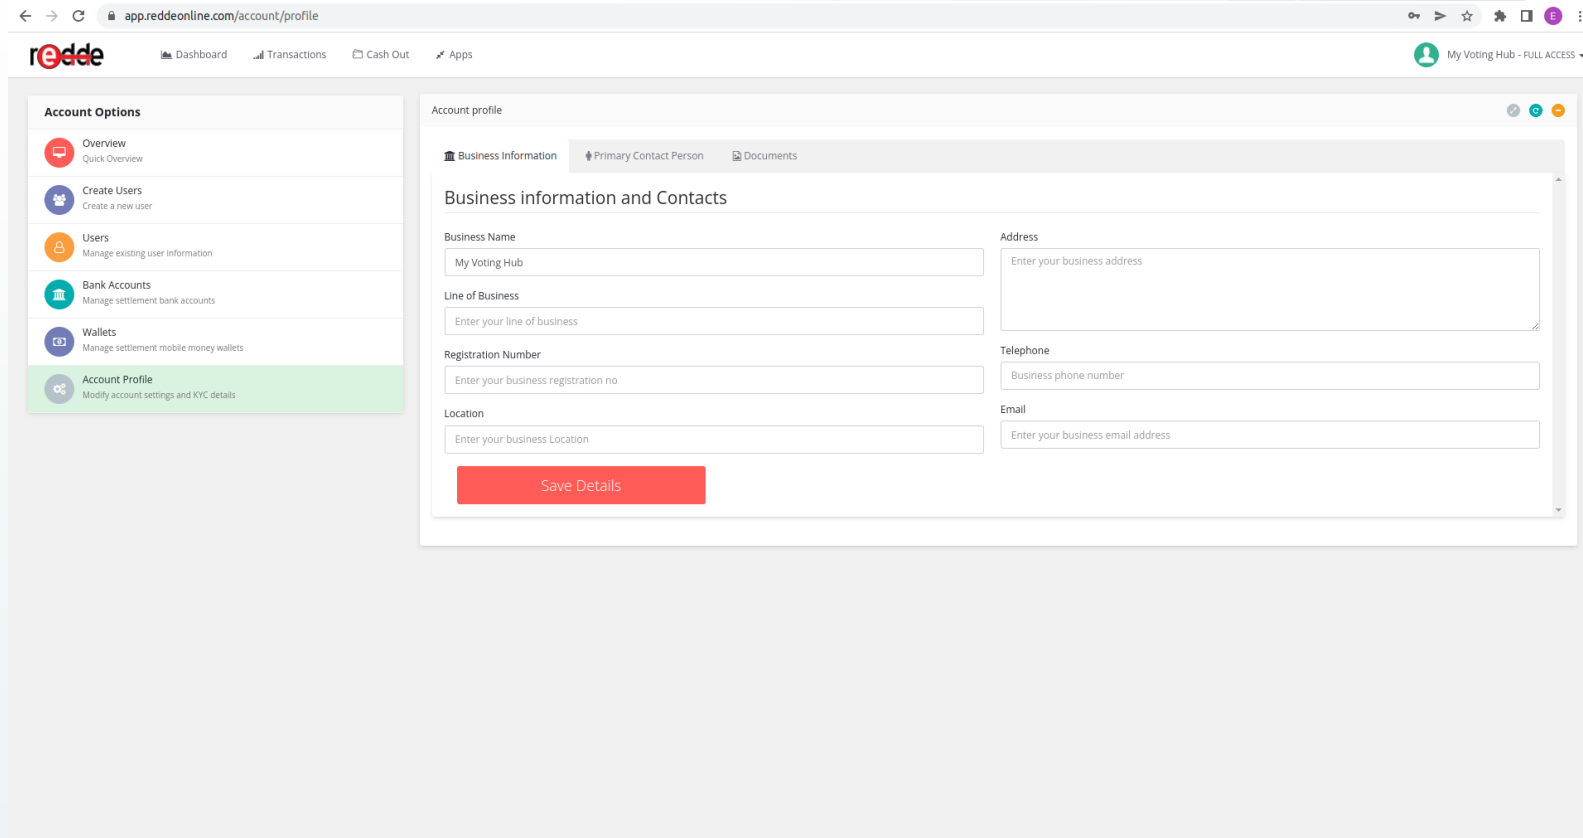 app.reddeonline.com/account/profile
E
redde
Dashboard
Transactions
Cash Out
Apps
My Voting Hub - FULL ACCESS
Account Options
Overview
Quick Overview
Create Users
Create a new user
Users
Manage existing user information
Bank Accounts
Manage settlement bank accounts
Wallets
Manage settlement mobile money wallets
Account Profile
Modify account settings and KYC details
Account profile
Business Information
Primary Contact Person
Documents
Business information and Contacts
Business Name
My Voting Hub
Line of Business
Enter your line of business
Registration Number
Enter your business registration no
Location
Enter your business Location
Address
Enter your business address
Telephone
Business phone number
Email
Enter your business email address
Save Details